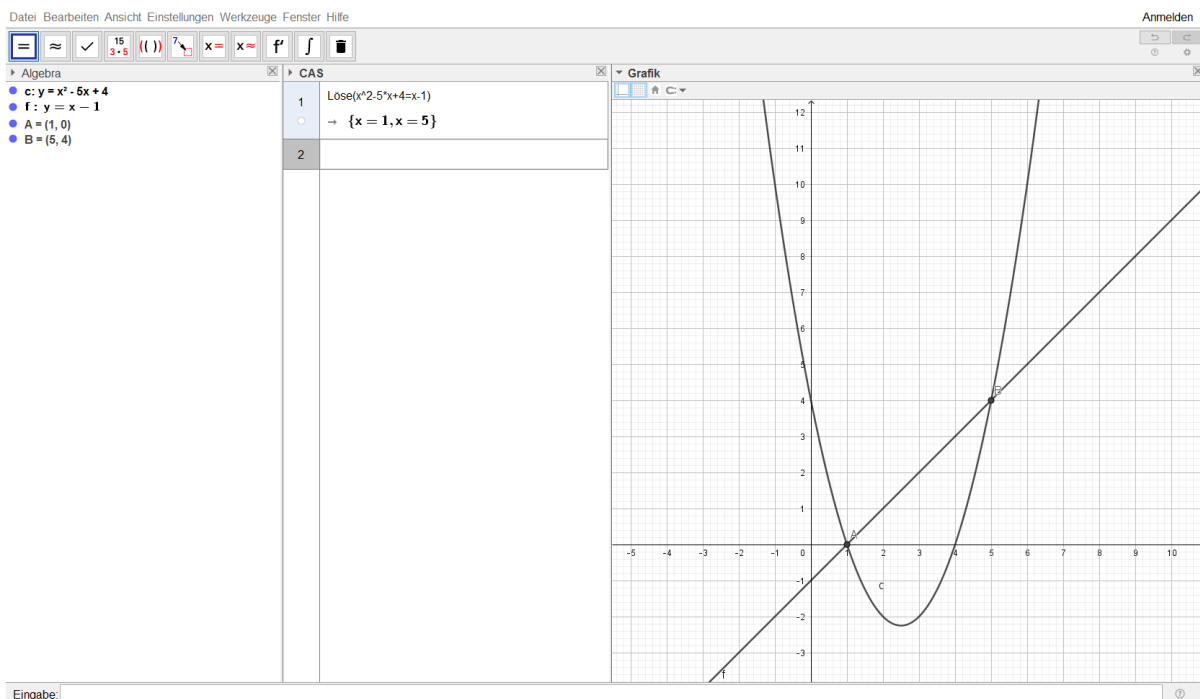 Datei Bearbeiten Ansicht Einstellungen Werkzeuge Fenster Hilfe Anmelden
= ≈ ✓ 15 3·5 (( )) 7 x= x≈ f′ ∫
Algebra
c: y = x² - 5x + 4
f : y = x − 1
A = (1, 0)
B = (5, 4)
CAS
1
Löse(x^2-5*x+4=x-1)
→ {x = 1, x = 5}
2
Grafik
12
11
10
9
8
7
6
5
4
3
2
1
-5 -4 -3 -2 -1 0 1 2 3 4 5 6 7 8 9 10
-1
-2
-3
A
B
c
f
Eingabe: